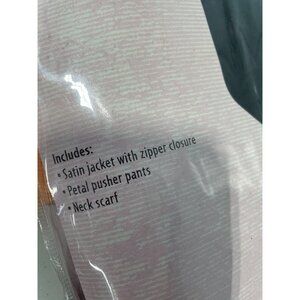 Includes:
• Satin jacket with zipper closure
• Petal pusher pants
• Neck scarf